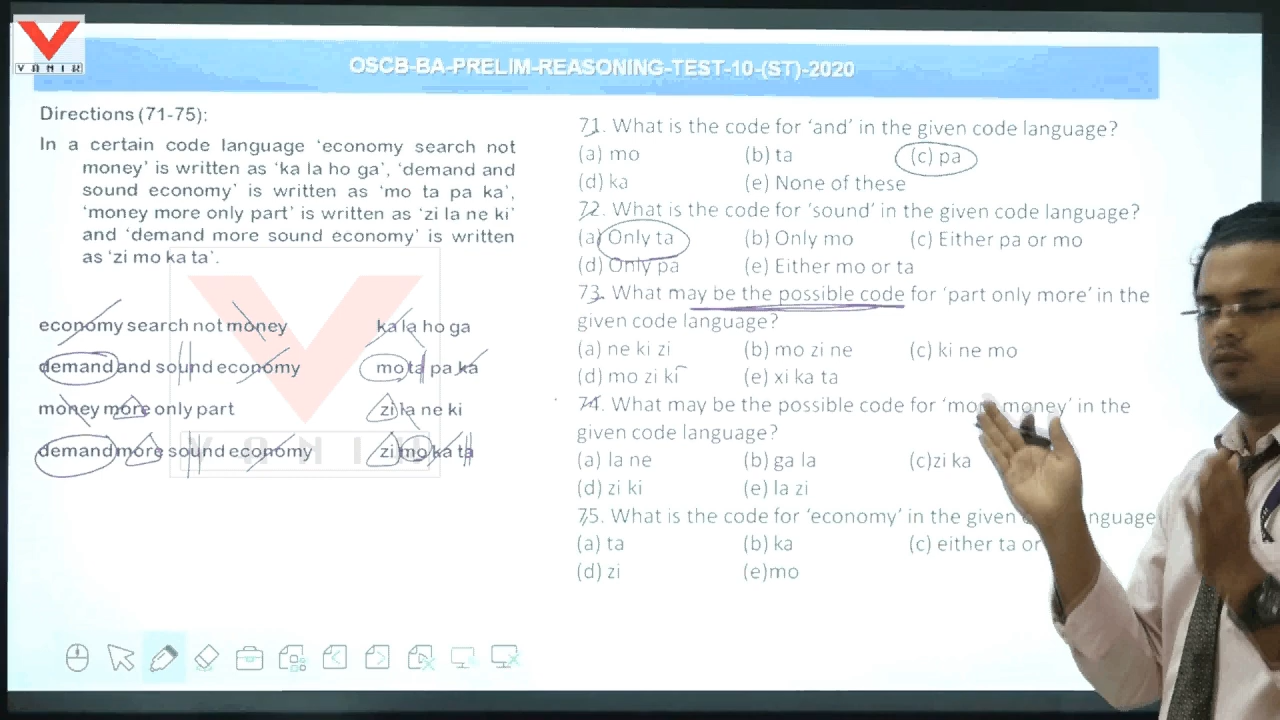 VANIK
OSCB-BA-PRELIM-REASONING-TEST-10-(ST)-2020
Directions (71-75):
In a certain code language ‘economy search not
money’ is written as ‘ka la ho ga’, ‘demand and
sound economy’ is written as ‘mo ta pa ka’,
‘money more only part’ is written as ‘zi la ne ki’
and ‘demand more sound economy’ is written
as ‘zi mo ka ta’.
economy search not money ka la ho ga
demand and sound economy mo ta pa ka
money more only part zi la ne ki
demand more sound economy zi mo ka ta
VANIK
71. What is the code for ‘and’ in the given code language?
(a) mo (b) ta (c) pa
(d) ka (e) None of these
72. What is the code for ‘sound’ in the given code language?
(a) Only ta (b) Only mo (c) Either pa or mo
(d) Only pa (e) Either mo or ta
73. What may be the possible code for ‘part only more’ in the
given code language?
(a) ne ki zi (b) mo zi ne (c) ki ne mo
(d) mo zi ki (e) xi ka ta
74. What may be the possible code for ‘more money’ in the
given code language?
(a) la ne (b) ga la (c)zi ka
(d) zi ki (e) la zi
75. What is the code for ‘economy’ in the given language
(a) ta (b) ka (c) either ta or
(d) zi (e)mo